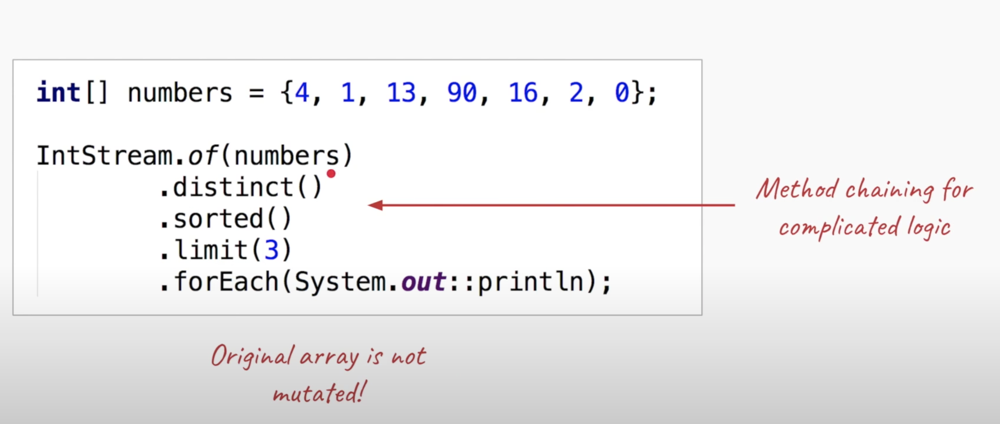 int[] numbers = {4, 1, 13, 90, 16, 2, 0};
IntStream.of(numbers)
.distinct()
.sorted()
.limit(3)
.forEach(System.out::println);
Method chaining for
complicated logic
Original array is not
mutated!